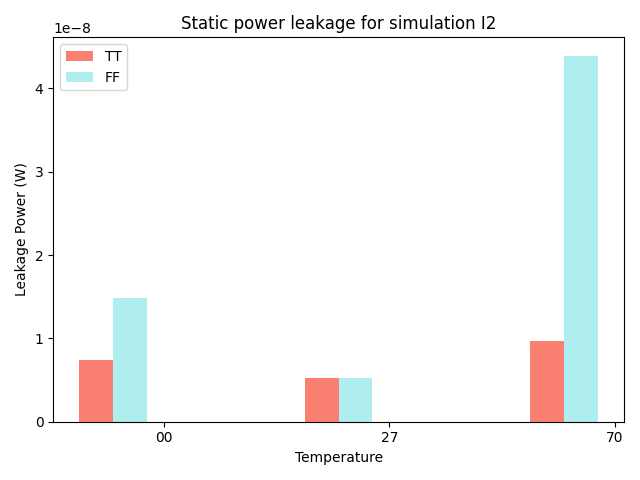 Static power leakage for simulation I2
1e−8
TT
FF
4
3
2
1
0
Leakage Power (W)
00
27
70
Temperature